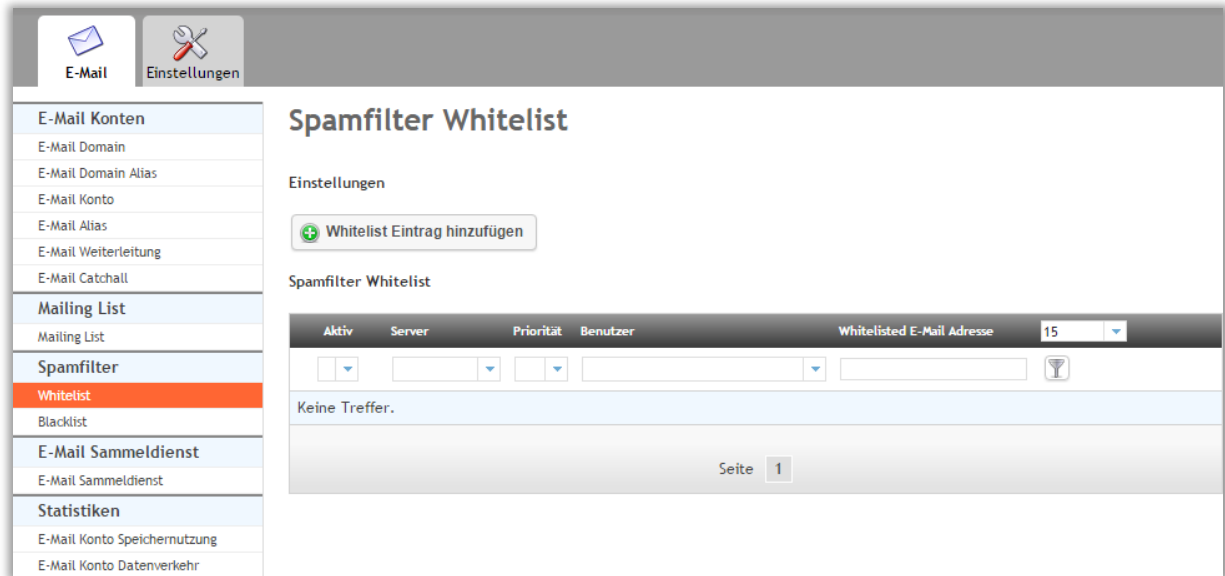 E-Mail
Einstellungen
E-Mail Konten
E-Mail Domain
E-Mail Domain Alias
E-Mail Konto
E-Mail Alias
E-Mail Weiterleitung
E-Mail Catchall
Mailing List
Mailing List
Spamfilter
Whitelist
Blacklist
E-Mail Sammeldienst
E-Mail Sammeldienst
Statistiken
E-Mail Konto Speichernutzung
E-Mail Konto Datenverkehr
Spamfilter Whitelist
Einstellungen
Whitelist Eintrag hinzufügen
Spamfilter Whitelist
Aktiv Server Priorität Benutzer Whitelisted E-Mail Adresse 15
Keine Treffer.
Seite 1